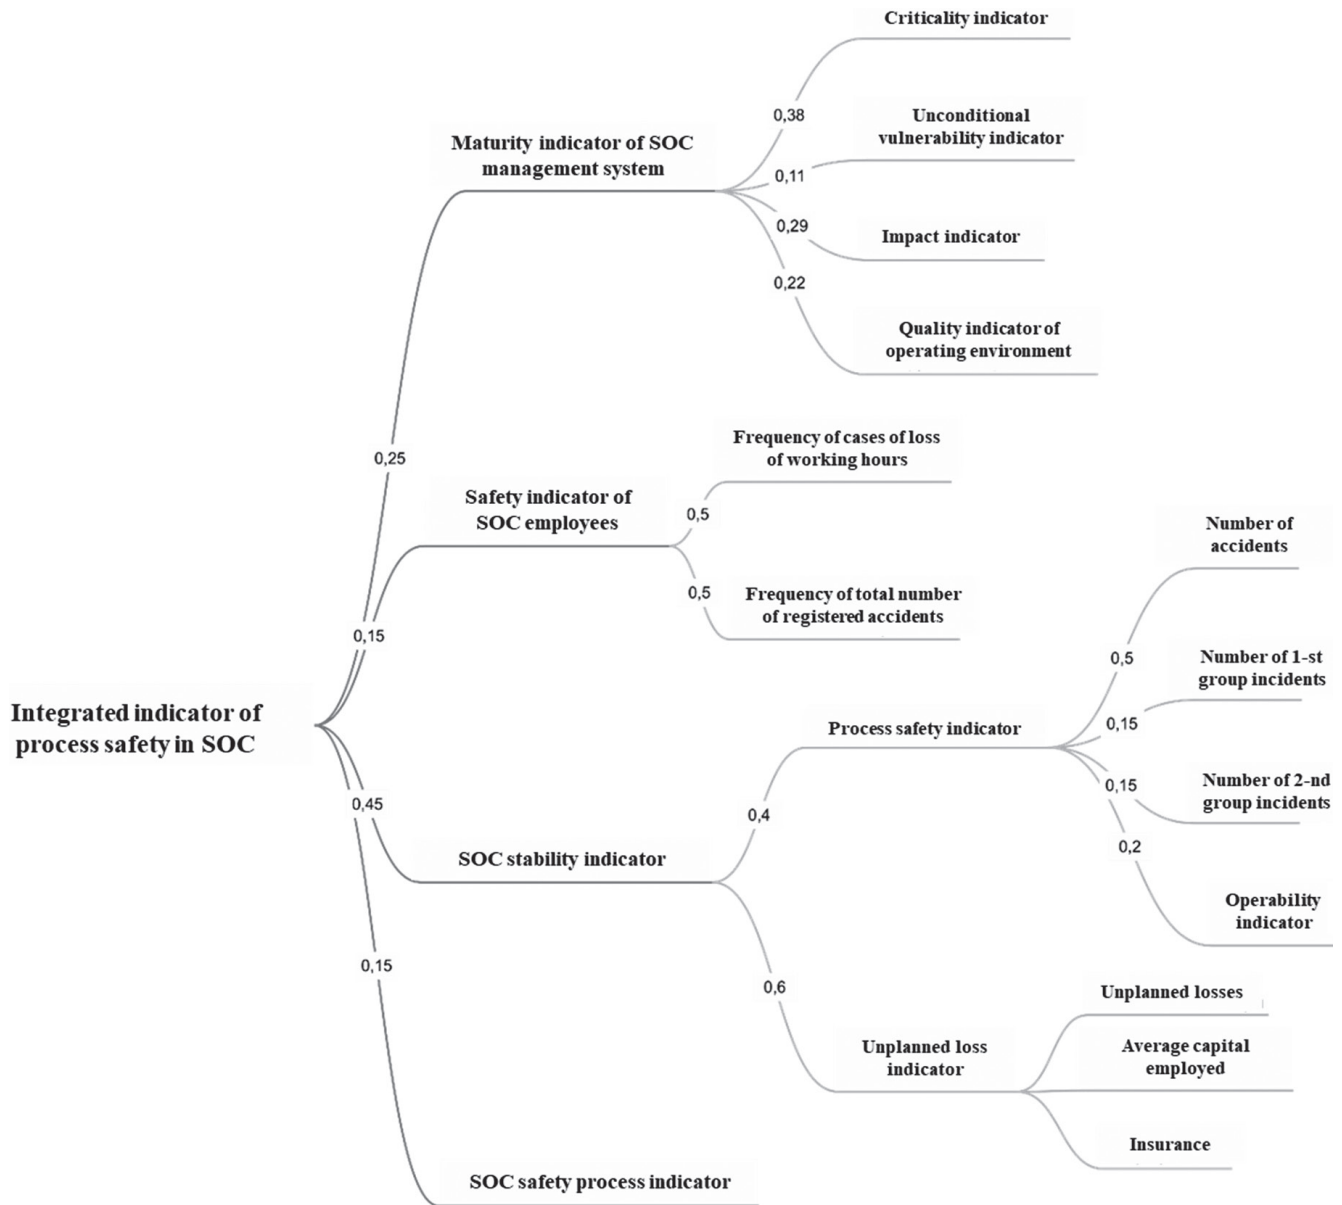 Criticality indicator
0,38
Unconditional
vulnerability indicator
Maturity indicator of SOC
management system
0,11
0,29
Impact indicator
0,22
Quality indicator of
operating environment
0,25
Frequency of cases of loss
of working hours
Safety indicator of
SOC employees
0,5
Number of
accidents
0,5
Frequency of total number
of registered accidents
0,15
0,5
Number of 1-st
group incidents
Integrated indicator of
process safety in SOC
Process safety indicator
0,15
0,15
Number of 2-nd
group incidents
0,45
0,4
0,2
SOC stability indicator
Operability
indicator
0,15
0,6
Unplanned losses
Unplanned loss
indicator
Average capital
employed
Insurance
SOC safety process indicator